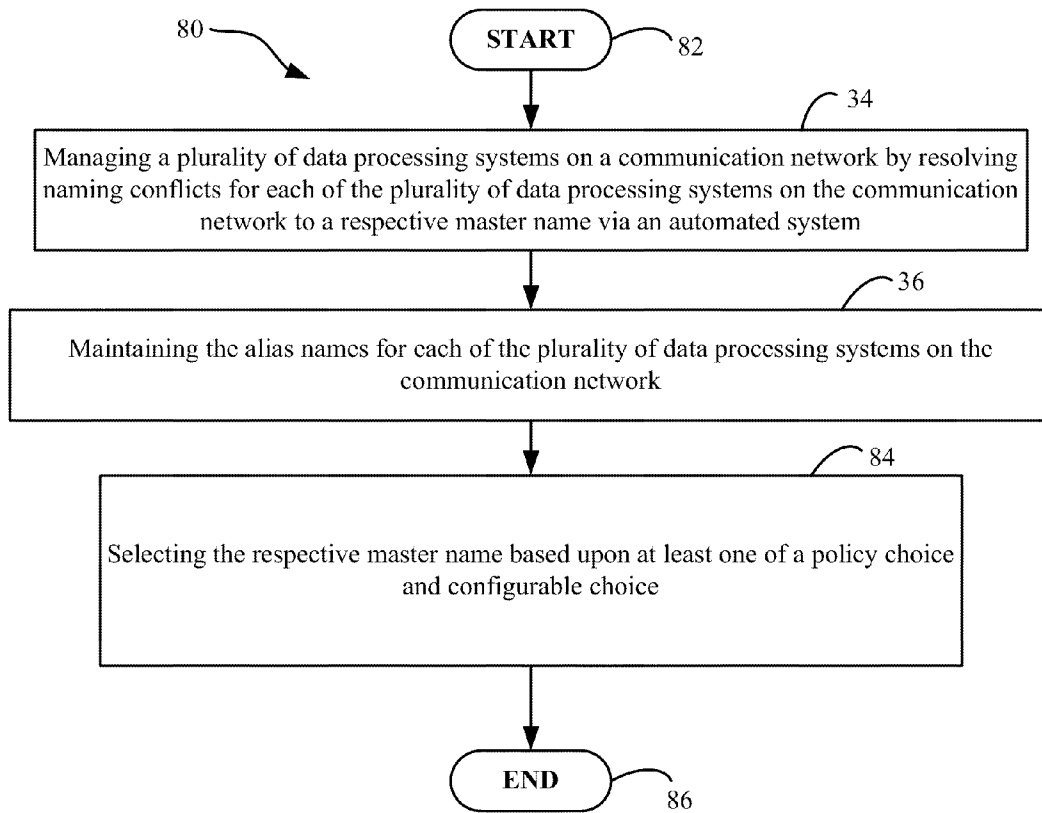 80
START
82
34
Managing a plurality of data processing systems on a communication network by resolving
naming conflicts for each of the plurality of data processing systems on the communication
network to a respective master name via an automated system
36
Maintaining the alias names for each of the plurality of data processing systems on the
communication network
84
Selecting the respective master name based upon at least one of a policy choice
and configurable choice
END
86